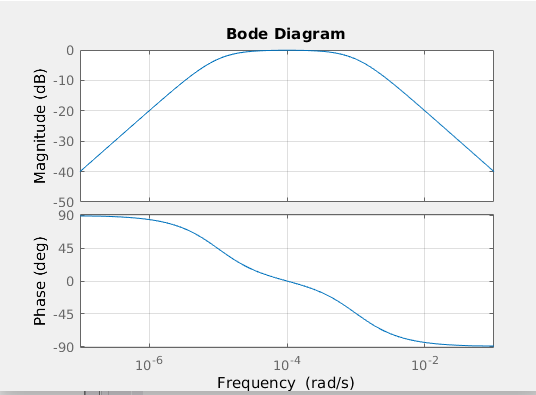 Bode Diagram
Magnitude (dB)
0
-10
-20
-30
-40
-50
Phase (deg)
90
45
0
-45
-90
10^-6 10^-4 10^-2
Frequency (rad/s)